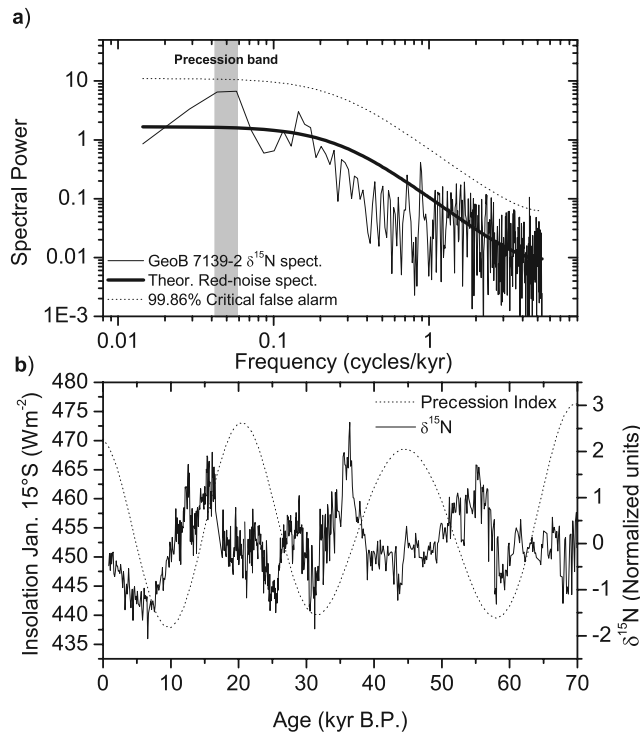 a)
Precession band
10
1
0.1
0.01
1E-3
Spectral Power
GeoB 7139-2 δ¹⁵N spect.
Theor. Red-noise spect.
99.86% Critical false alarm
0.01 0.1 1
Frequency (cycles/kyr)
b)
480
475
470
465
460
455
450
445
440
435
Insolation Jan. 15°S (Wm⁻²)
Precession Index
δ¹⁵N
3
2
1
0
-1
-2
δ¹⁵N (Normalized units)
0 10 20 30 40 50 60 70
Age (kyr B.P.)